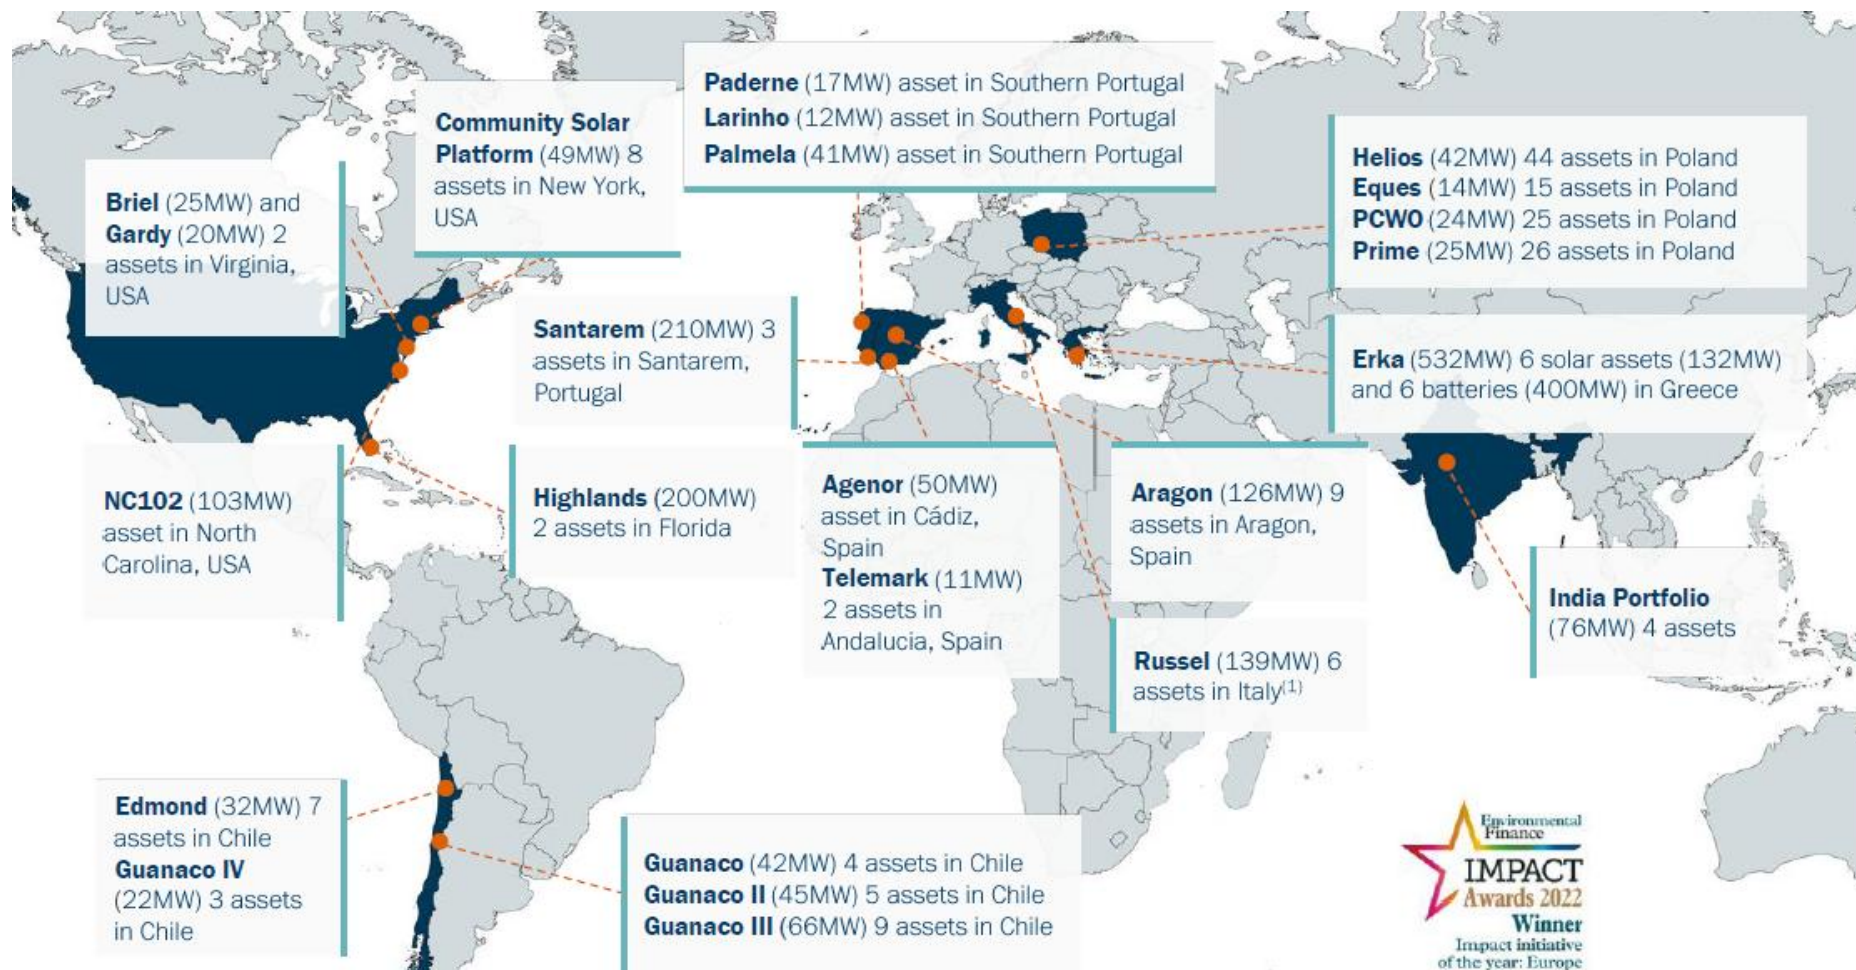 Paderne (17MW) asset in Southern Portugal
Larinho (12MW) asset in Southern Portugal
Palmela (41MW) asset in Southern Portugal
Community Solar
Platform (49MW) 8
assets in New York,
USA
Briel (25MW) and
Gardy (20MW) 2
assets in Virginia,
USA
Helios (42MW) 44 assets in Poland
Eques (14MW) 15 assets in Poland
PCWO (24MW) 25 assets in Poland
Prime (25MW) 26 assets in Poland
Santarem (210MW) 3
assets in Santarem,
Portugal
Erka (532MW) 6 solar assets (132MW)
and 6 batteries (400MW) in Greece
NC102 (103MW)
asset in North
Carolina, USA
Highlands (200MW)
2 assets in Florida
Agenor (50MW)
asset in Cádiz,
Spain
Telemark (11MW)
2 assets in
Andalucia, Spain
Aragon (126MW) 9
assets in Aragon,
Spain
Russel (139MW) 6
assets in Italy(1)
India Portfolio
(76MW) 4 assets
Edmond (32MW) 7
assets in Chile
Guanaco IV
(22MW) 3 assets
in Chile
Guanaco (42MW) 4 assets in Chile
Guanaco II (45MW) 5 assets in Chile
Guanaco III (66MW) 9 assets in Chile
Environmental
Finance
IMPACT
Awards 2022
Winner
Impact initiative
of the year: Europe